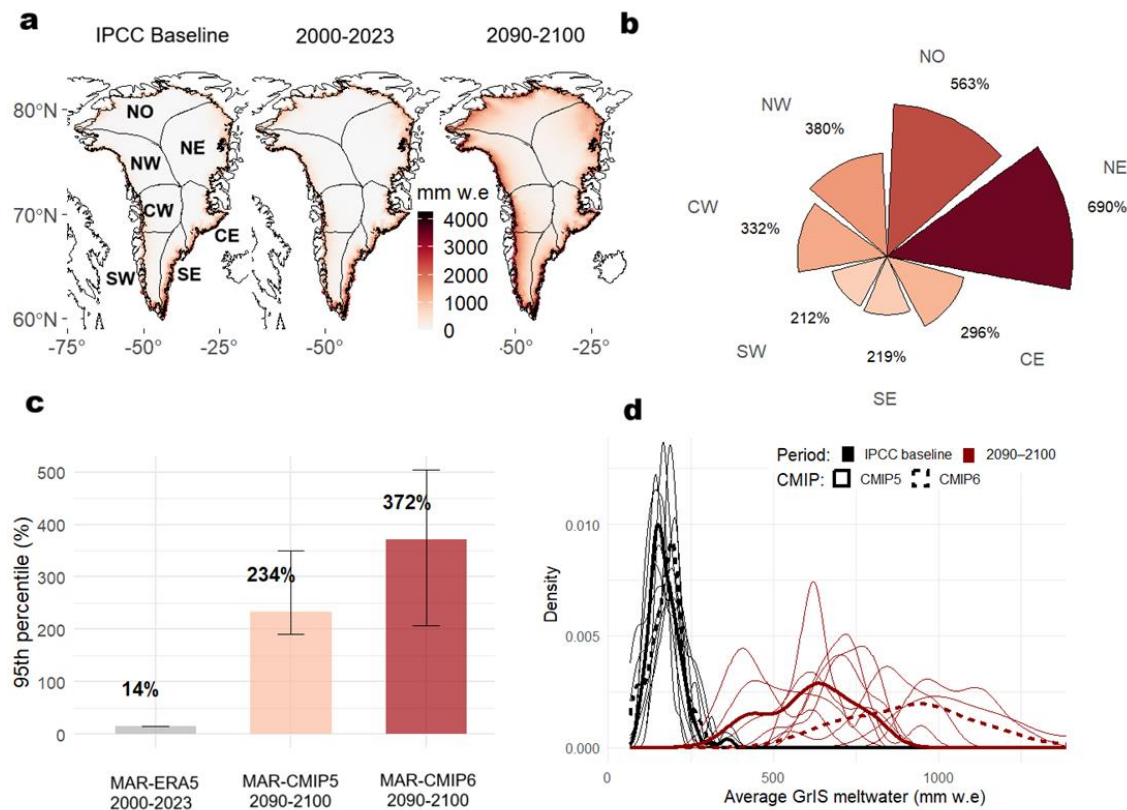 a
IPCC Baseline 2000-2023 2090-2100
80°N
70°N
60°N
NO
NW NE
CW
CE
SW SE
mm w.e
4000
3000
2000
1000
0
-75° -50° -25° -50° -25° -50° -25°
b
NO
563%
NW
380%
NE
690%
CW
332%
212%
SW
219%
SE
296%
CE
c
95th percentile (%)
500
400
300
200
100
0
14%
234%
372%
MAR-ERA5 MAR-CMIP5 MAR-CMIP6
2000-2023 2090-2100 2090-2100
d
Period: IPCC baseline 2090–2100
CMIP: CMIP5 CMIP6
Density
0.010
0.005
0.000
0 500 1000
Average GrIS meltwater (mm w.e)